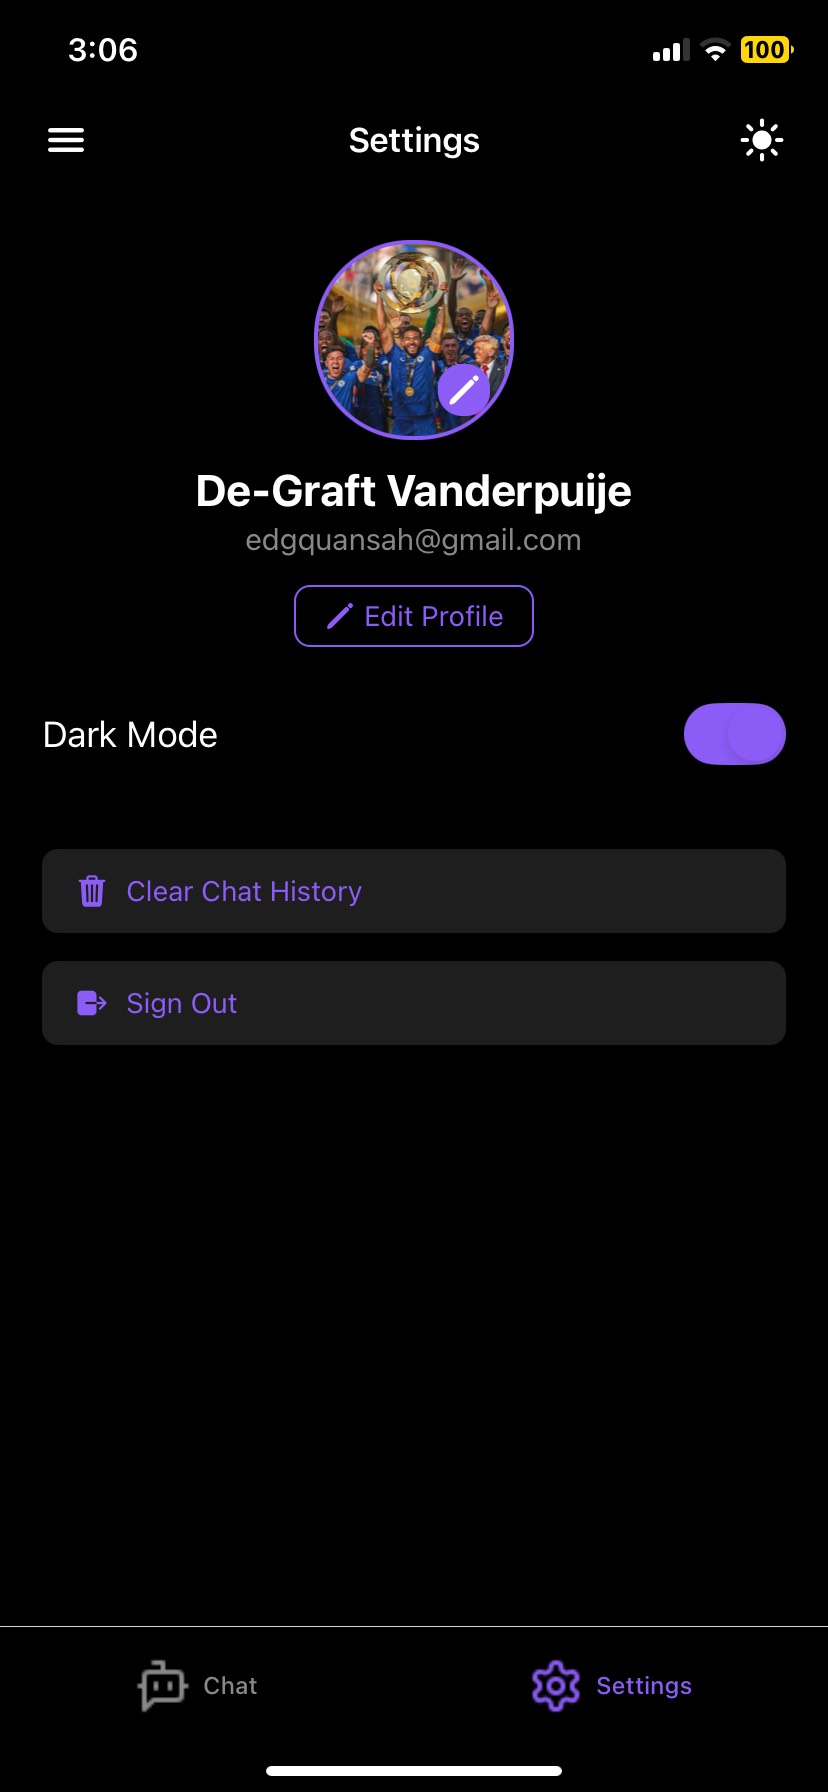 3:06
100
Settings
De-Graft Vanderpuije
edgquansah@gmail.com
Edit Profile
Dark Mode
Clear Chat History
Sign Out
Chat
Settings